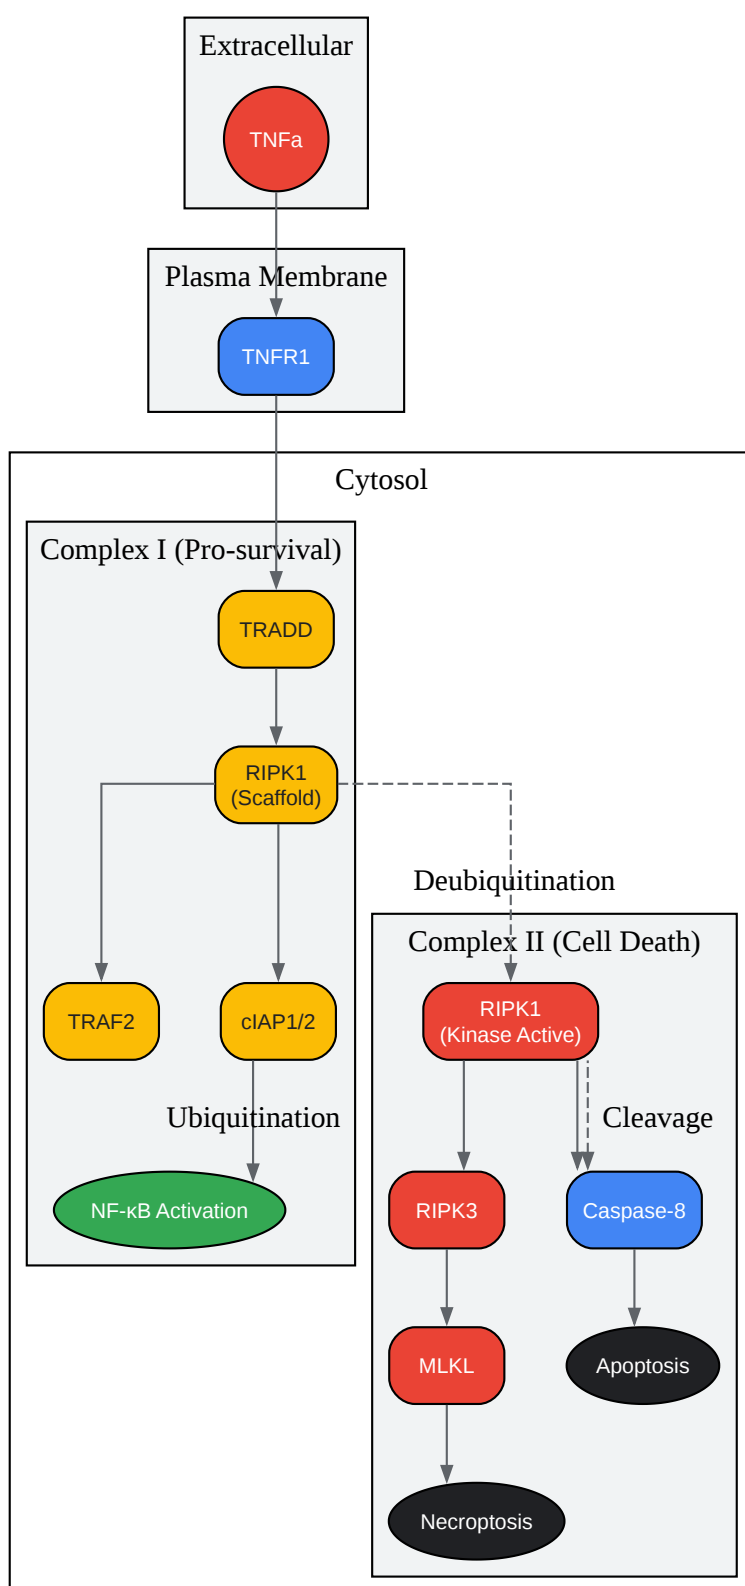 Extracellular
TNFa
Plasma Membrane
TNFR1
Cytosol
Complex I (Pro-survival)
TRADD
RIPK1
(Scaffold)
Deubiquitination
Complex II (Cell Death)
TRAF2
cIAP1/2
RIPK1
(Kinase Active)
Ubiquitination
Cleavage
NF-κB Activation
RIPK3
Caspase-8
MLKL
Apoptosis
Necroptosis